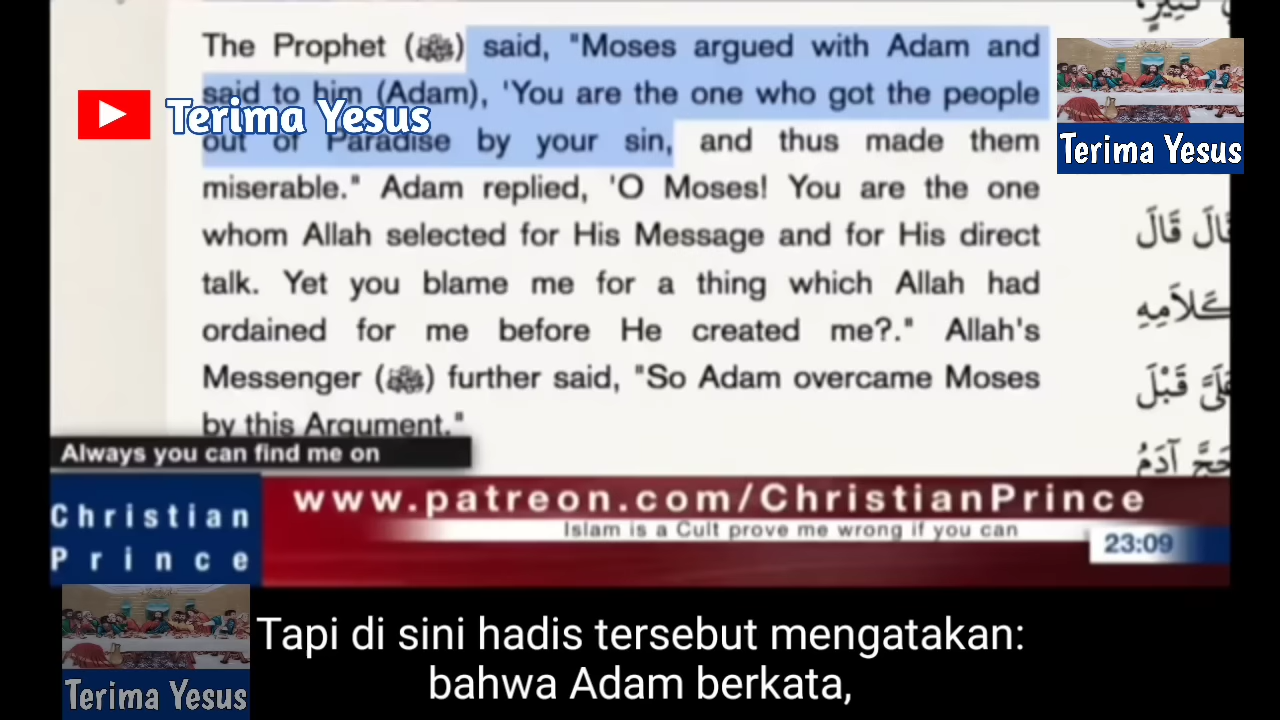 The Prophet (ﷺ) said, "Moses argued with Adam and
said to him (Adam), 'You are the one who got the people
out of Paradise by your sin, and thus made them
miserable." Adam replied, 'O Moses! You are the one
whom Allah selected for His Message and for His direct
talk. Yet you blame me for a thing which Allah had
ordained for me before He created me?." Allah's
Messenger (ﷺ) further said, "So Adam overcame Moses
by this Argument."
Terima Yesus
Terima Yesus
قَالَ
كَلاَمِهِ
قَبْلَ
آدَمُ
Always you can find me on
www.patreon.com/ChristianPrince
Christian
Prince
Islam is a Cult prove me wrong if you can
23:09
Tapi di sini hadis tersebut mengatakan:
bahwa Adam berkata,
Terima Yesus